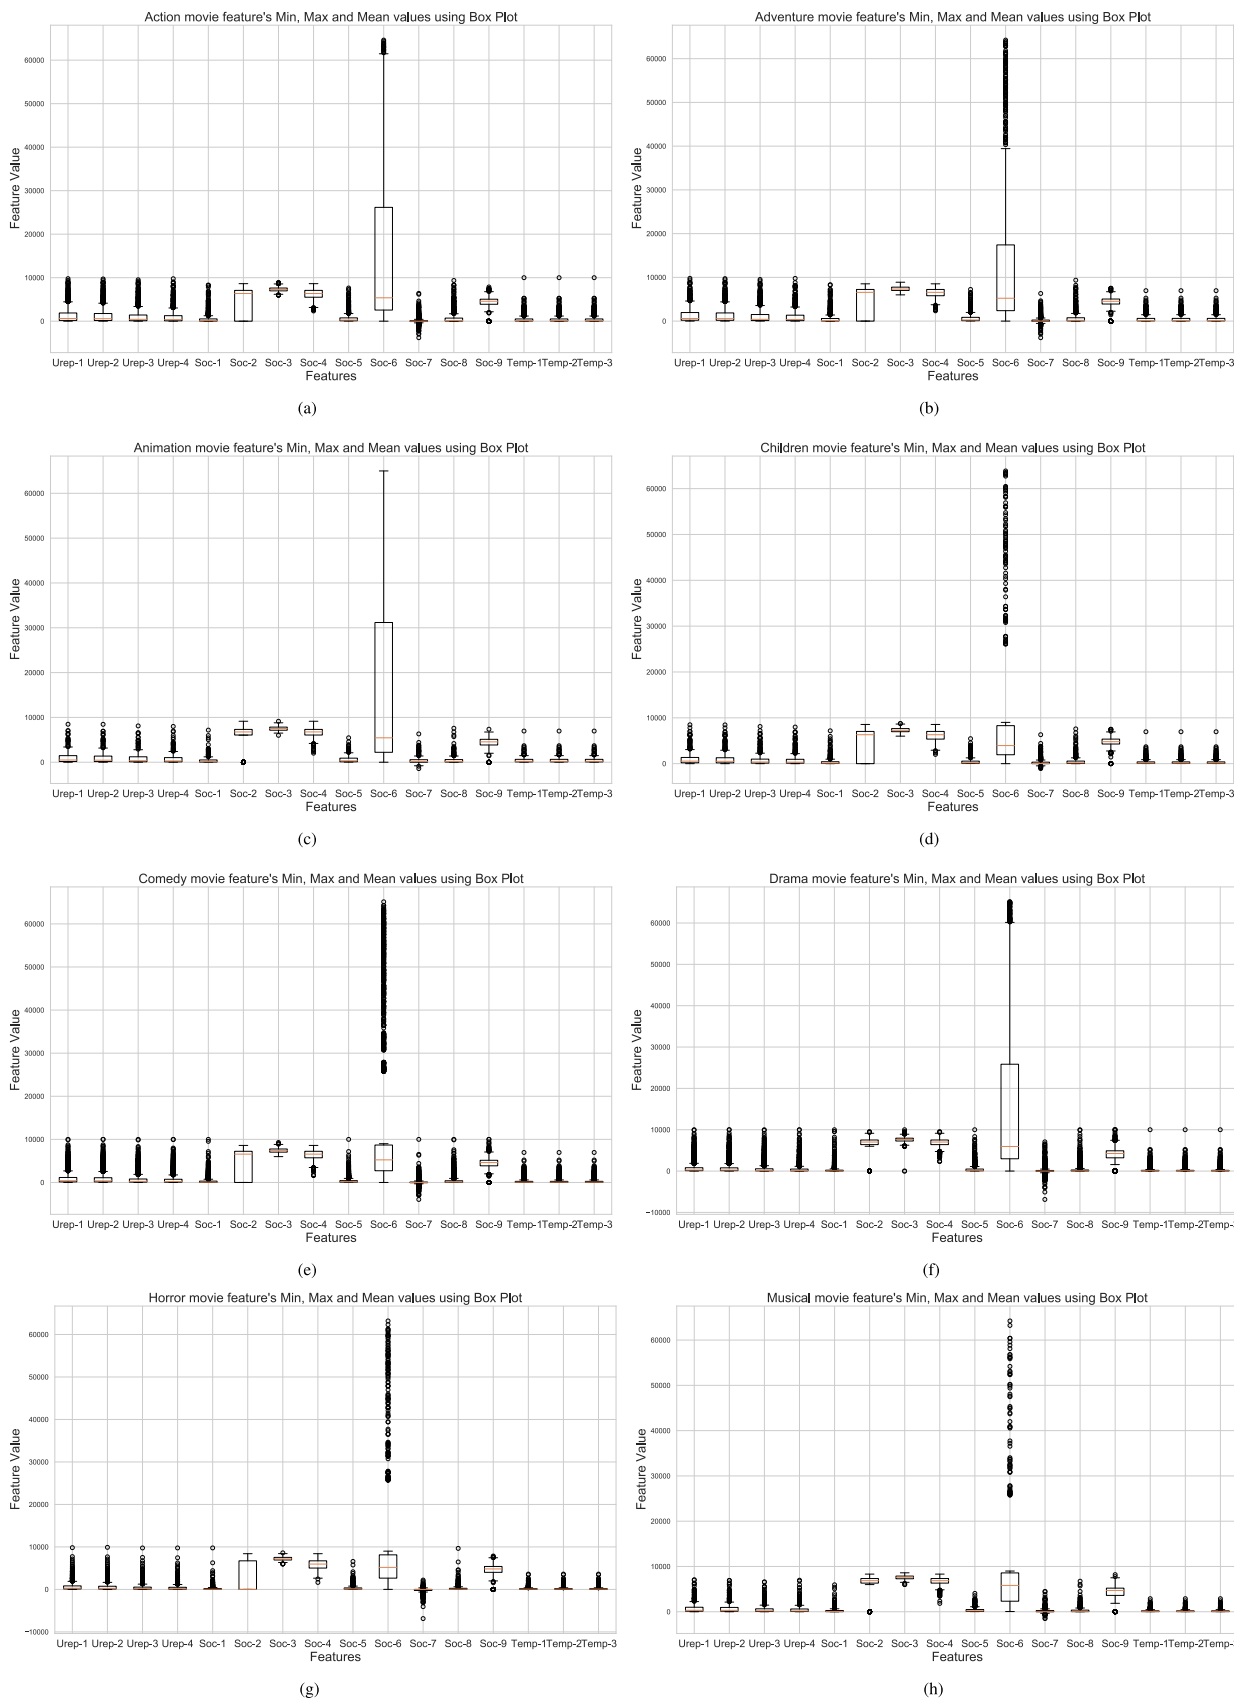 Action movie feature's Min, Max and Mean values using Box Plot
Feature Value
60000
50000
40000
30000
20000
10000
0
Urep-1 Urep-2 Urep-3 Urep-4 Soc-1 Soc-2 Soc-3 Soc-4 Soc-5 Soc-6 Soc-7 Soc-8 Soc-9 Temp-1 Temp-2 Temp-3
Features
(a)
Adventure movie feature's Min, Max and Mean values using Box Plot
Feature Value
60000
50000
40000
30000
20000
10000
0
Urep-1 Urep-2 Urep-3 Urep-4 Soc-1 Soc-2 Soc-3 Soc-4 Soc-5 Soc-6 Soc-7 Soc-8 Soc-9 Temp-1 Temp-2 Temp-3
Features
(b)
Animation movie feature's Min, Max and Mean values using Box Plot
Feature Value
60000
50000
40000
30000
20000
10000
0
Urep-1 Urep-2 Urep-3 Urep-4 Soc-1 Soc-2 Soc-3 Soc-4 Soc-5 Soc-6 Soc-7 Soc-8 Soc-9 Temp-1 Temp-2 Temp-3
Features
(c)
Children movie feature's Min, Max and Mean values using Box Plot
Feature Value
60000
50000
40000
30000
20000
10000
0
Urep-1 Urep-2 Urep-3 Urep-4 Soc-1 Soc-2 Soc-3 Soc-4 Soc-5 Soc-6 Soc-7 Soc-8 Soc-9 Temp-1 Temp-2 Temp-3
Features
(d)
Comedy movie feature's Min, Max and Mean values using Box Plot
Feature Value
60000
50000
40000
30000
20000
10000
0
Urep-1 Urep-2 Urep-3 Urep-4 Soc-1 Soc-2 Soc-3 Soc-4 Soc-5 Soc-6 Soc-7 Soc-8 Soc-9 Temp-1 Temp-2 Temp-3
Features
(e)
Drama movie feature's Min, Max and Mean values using Box Plot
Feature Value
60000
50000
40000
30000
20000
10000
0
−10000
Urep-1 Urep-2 Urep-3 Urep-4 Soc-1 Soc-2 Soc-3 Soc-4 Soc-5 Soc-6 Soc-7 Soc-8 Soc-9 Temp-1 Temp-2 Temp-3
Features
(f)
Horror movie feature's Min, Max and Mean values using Box Plot
Feature Value
60000
50000
40000
30000
20000
10000
0
−10000
Urep-1 Urep-2 Urep-3 Urep-4 Soc-1 Soc-2 Soc-3 Soc-4 Soc-5 Soc-6 Soc-7 Soc-8 Soc-9 Temp-1 Temp-2 Temp-3
Features
(g)
Musical movie feature's Min, Max and Mean values using Box Plot
Feature Value
60000
50000
40000
30000
20000
10000
0
Urep-1 Urep-2 Urep-3 Urep-4 Soc-1 Soc-2 Soc-3 Soc-4 Soc-5 Soc-6 Soc-7 Soc-8 Soc-9 Temp-1 Temp-2 Temp-3
Features
(h)